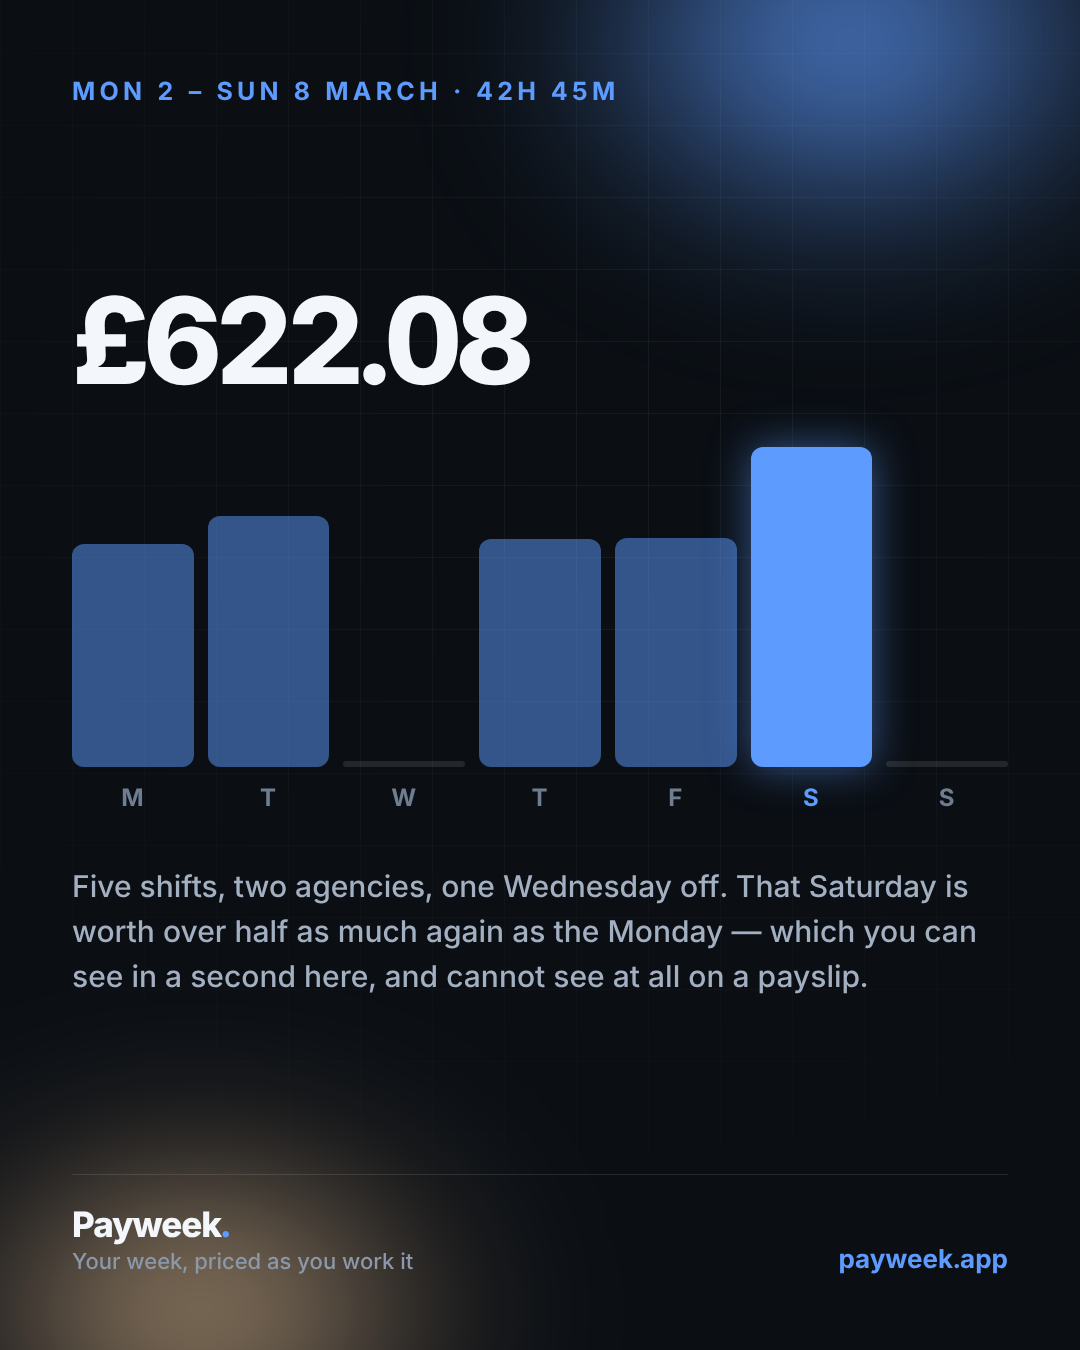 MON 2 – SUN 8 MARCH · 42H 45M
£622.08
M T W T F S S
Five shifts, two agencies, one Wednesday off. That Saturday is
worth over half as much again as the Monday — which you can
see in a second here, and cannot see at all on a payslip.
Payweek.
Your week, priced as you work it
payweek.app